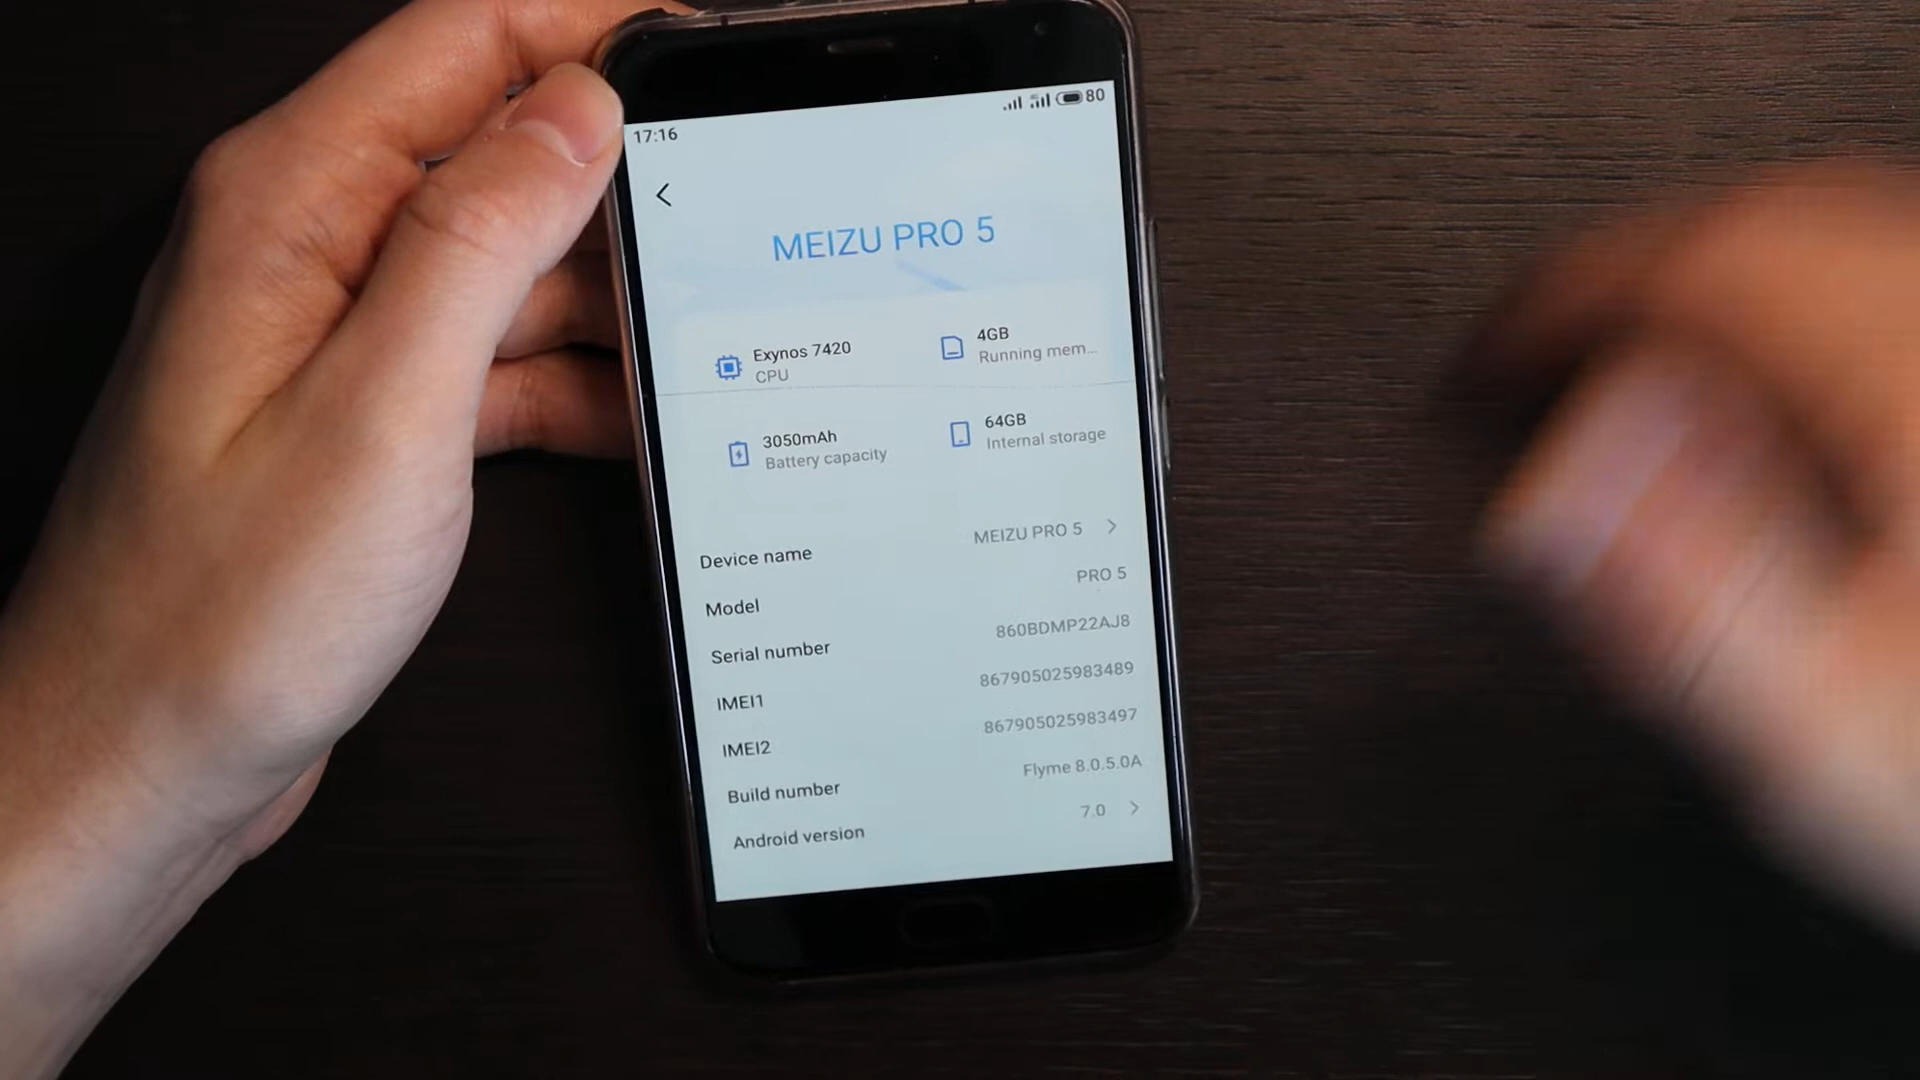 17:16
80
MEIZU PRO 5
Exynos 7420
CPU
4GB
Running mem...
3050mAh
Battery capacity
64GB
Internal storage
Device name
MEIZU PRO 5
Model
PRO 5
Serial number
860BDMP22AJ8
IMEI1
867905025983489
IMEI2
867905025983497
Build number
Flyme 8.0.5.0A
Android version
7.0